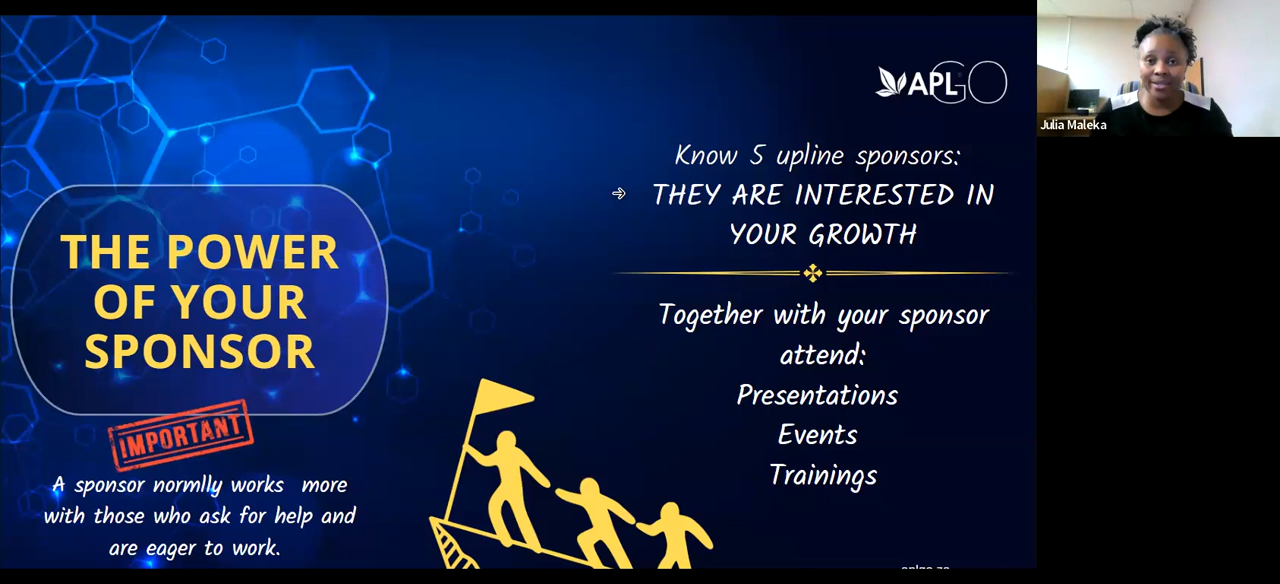 APL GO
Julia Maleka
Know 5 upline sponsors:
THEY ARE INTERESTED IN
YOUR GROWTH
THE POWER
OF YOUR
SPONSOR
Together with your sponsor
attend:
Presentations
Events
Trainings
IMPORTANT
A sponsor normlly works more
with those who ask for help and
are eager to work.